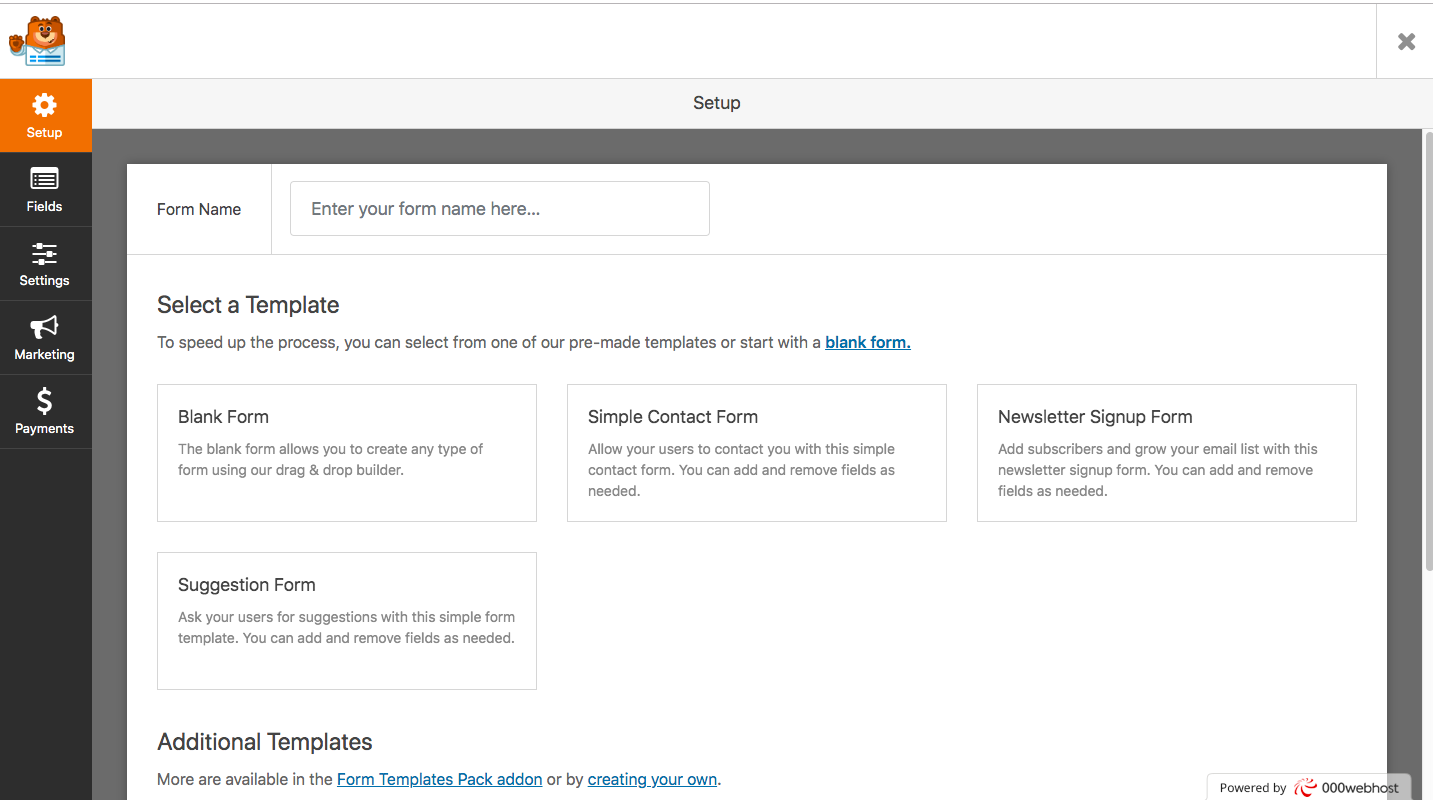 Setup
Setup
Fields
Settings
Marketing
Payments
Form Name
Enter your form name here...
Select a Template
To speed up the process, you can select from one of our pre-made templates or start with a blank form.
Blank Form
The blank form allows you to create any type of
form using our drag & drop builder.
Simple Contact Form
Allow your users to contact you with this simple
contact form. You can add and remove fields as
needed.
Newsletter Signup Form
Add subscribers and grow your email list with this
newsletter signup form. You can add and remove
fields as needed.
Suggestion Form
Ask your users for suggestions with this simple form
template. You can add and remove fields as needed.
Additional Templates
More are available in the Form Templates Pack addon or by creating your own.
Powered by 000webhost